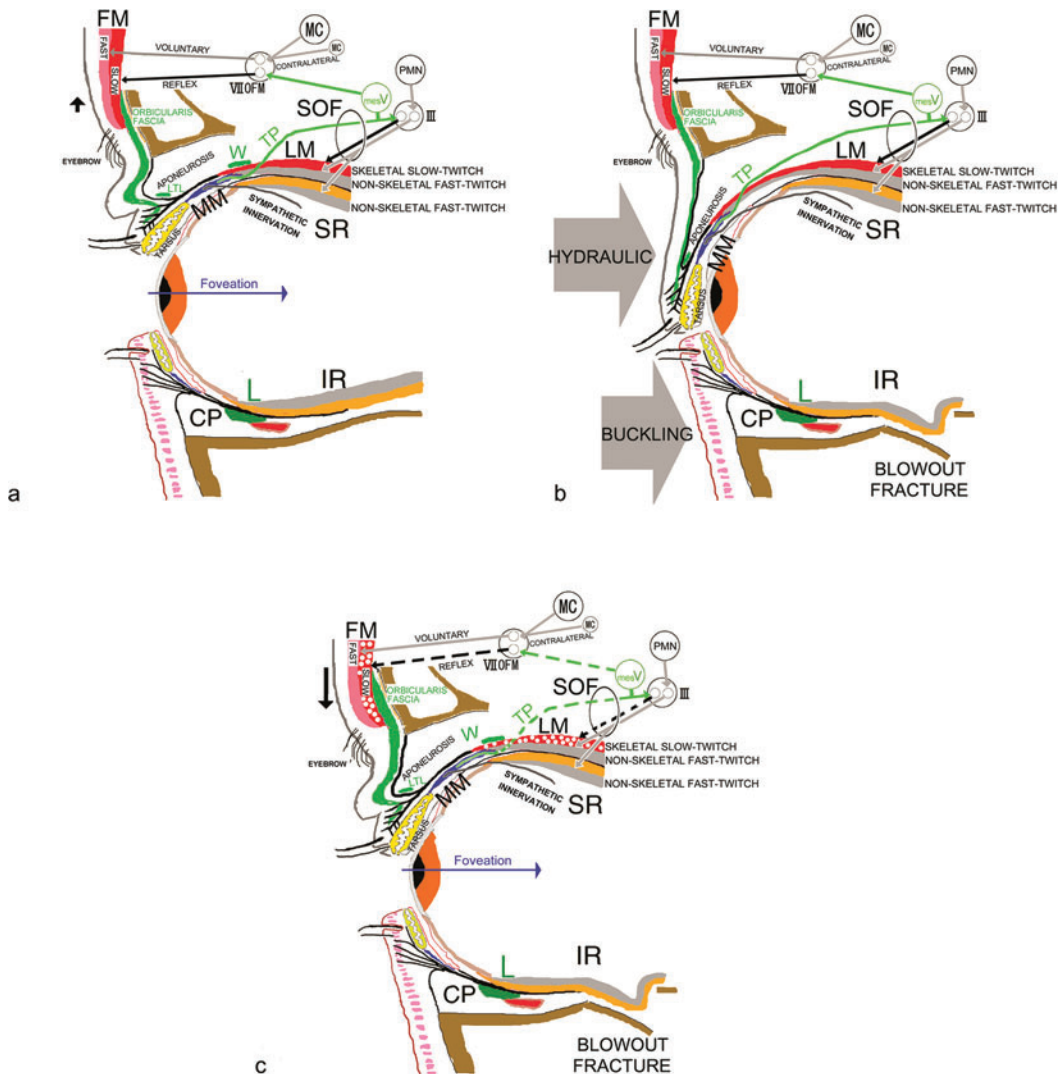 FM
FAST
SLOW
VOLUNTARY
REFLEX
MC
MC
CONTRALATERAL
Ⅶ OFM
mesV
PMN
Ⅲ
SOF
ORBICULARIS
FASCIA
EYEBROW
APONEUROSIS
W
TP
LM
LTL
MM
TARSUS
SKELETAL SLOW-TWITCH
NON-SKELETAL FAST-TWITCH
NON-SKELETAL FAST-TWITCH
SYMPATHETIC
INNERVATION
SR
Foveation
L
IR
CP
a
FM
FAST
SLOW
VOLUNTARY
REFLEX
MC
MC
CONTRALATERAL
Ⅶ OFM
mesV
PMN
Ⅲ
SOF
ORBICULARIS
FASCIA
EYEBROW
APONEUROSIS
TP
LM
MM
TARSUS
SKELETAL SLOW-TWITCH
NON-SKELETAL FAST-TWITCH
NON-SKELETAL FAST-TWITCH
SYMPATHETIC
INNERVATION
SR
HYDRAULIC
BUCKLING
L
IR
CP
BLOWOUT
FRACTURE
b
FM
FAST
SLOW
VOLUNTARY
REFLEX
MC
MC
CONTRALATERAL
Ⅶ OFM
mesV
PMN
Ⅲ
SOF
ORBICULARIS
FASCIA
EYEBROW
APONEUROSIS
W
TP
LM
LTL
MM
TARSUS
SKELETAL SLOW-TWITCH
NON-SKELETAL FAST-TWITCH
NON-SKELETAL FAST-TWITCH
SYMPATHETIC
INNERVATION
SR
Foveation
L
IR
CP
BLOWOUT
FRACTURE
c